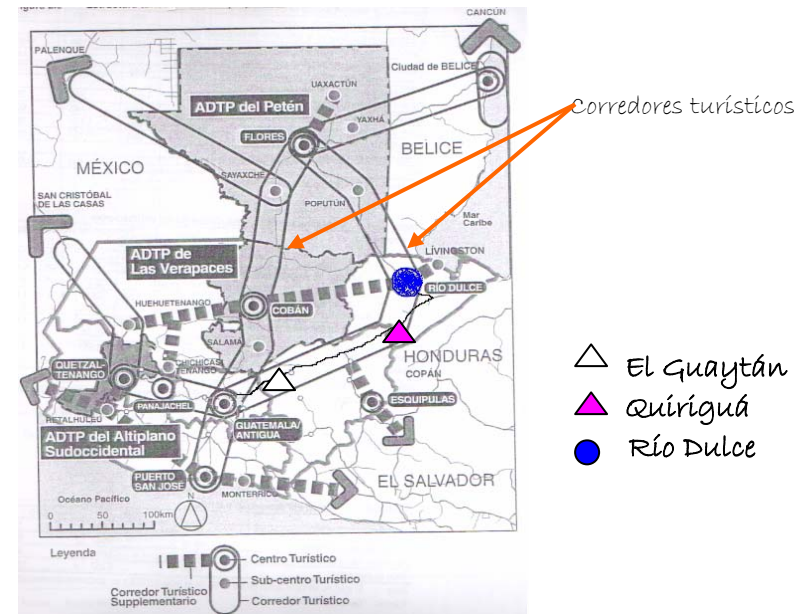 CANCÚN
PALENQUE
Ciudad de BELICE
UAXACTÚN
ADTP del Petén
YAXHÁ
FLORES
Corredores turísticos
BELICE
MÉXICO
SAYAXCHÉ
POPUTÚN
SAN CRISTÓBAL
DE LAS CASAS
Mar
Caribe
LÍVINGSTON
ADTP de
Las Verapaces
RÍO DULCE
HUEHUETENANGO
COBÁN
SALAMÁ
HONDURAS
COPÁN
QUETZAL-
TENANGO
CHICHICAS
TENANGO
PANAJACHEL
ESQUIPULAS
RETALHULEU
GUATEMALA/
ANTIGUA
ADTP del Altiplano
Sudoccidental
PUERTO
SAN JOSÉ
MONTERRICO
EL SALVADOR
Océano Pacífico
N
0 50 100km
El Guaytán
Quiriguá
Río Dulce
Leyenda
Centro Turístico
Sub-centro Turístico
Corredor Turístico
Supplementario
Corredor Turístico